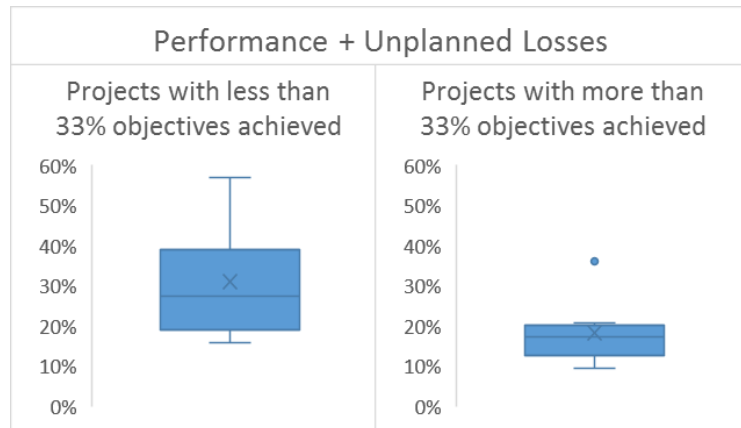 Performance + Unplanned Losses
Projects with less than
33% objectives achieved
60%
50%
40%
30%
20%
10%
0%
Projects with more than
33% objectives achieved
60%
50%
40%
30%
20%
10%
0%